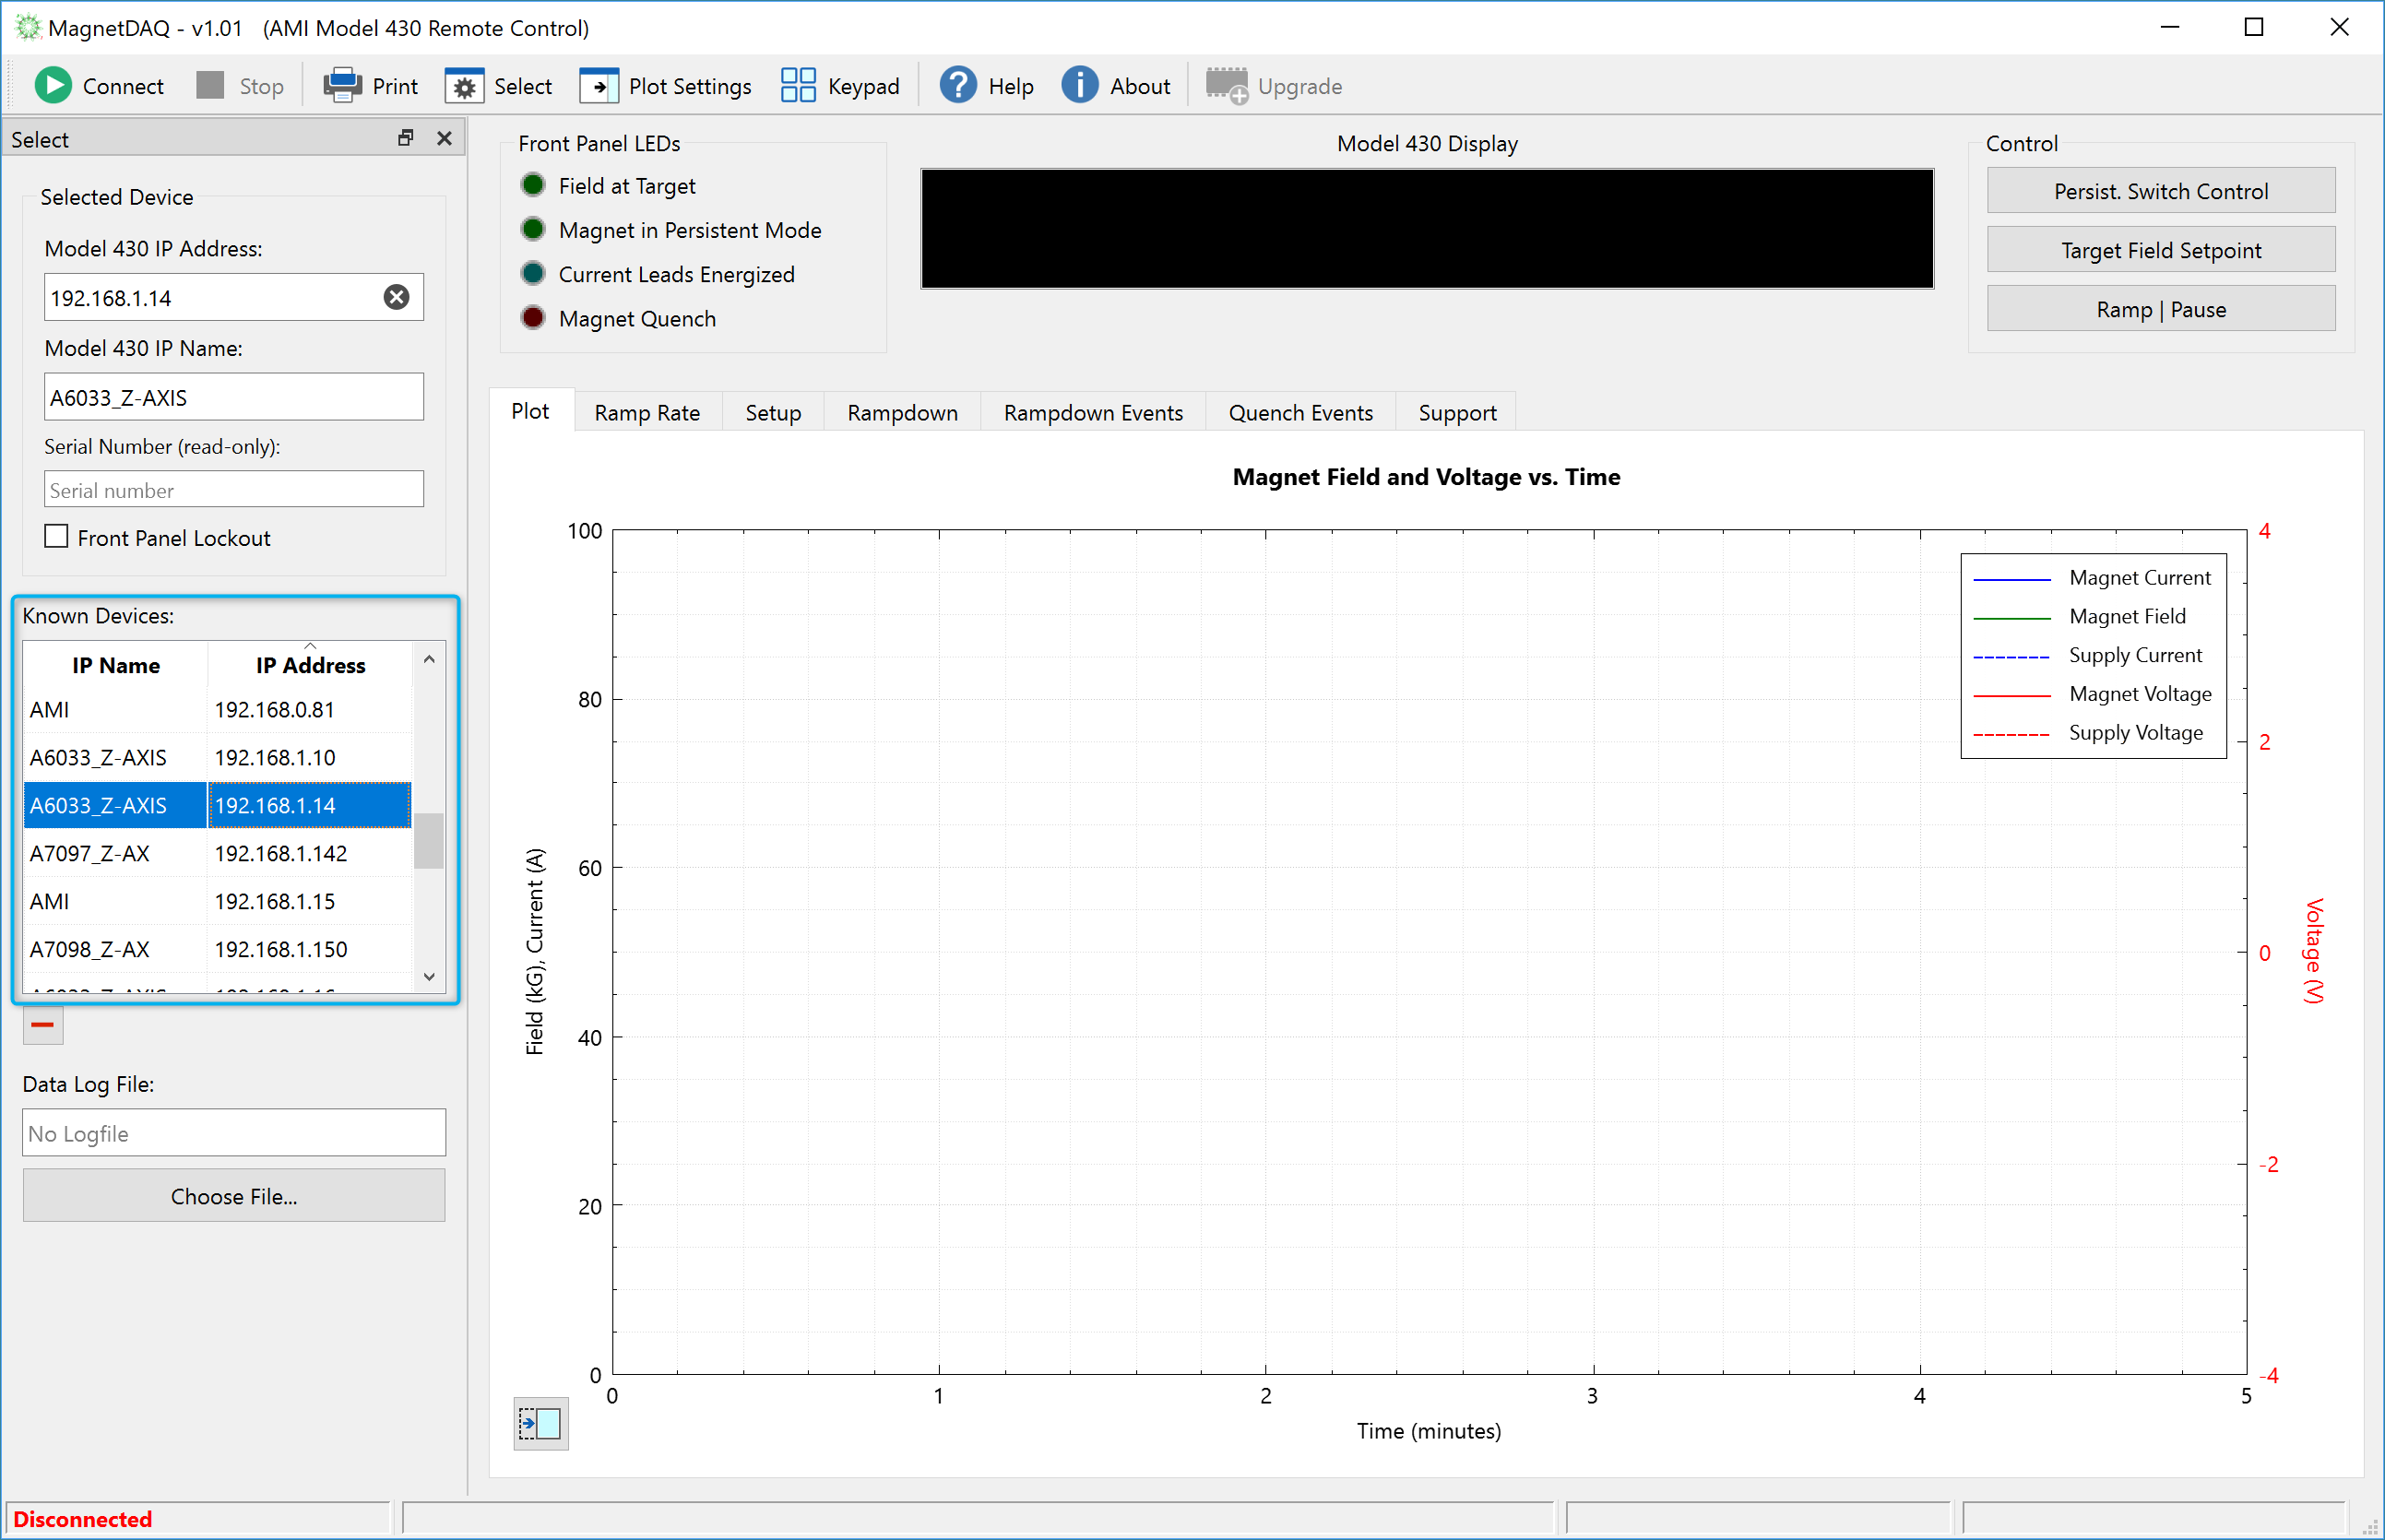 MagnetDAQ - v1.01   (AMI Model 430 Remote Control)
Connect Stop Print Select Plot Settings Keypad Help About Upgrade
Select
Selected Device
Model 430 IP Address:
192.168.1.14
Model 430 IP Name:
A6033_Z-AXIS
Serial Number (read-only):
Serial number
Front Panel Lockout
Known Devices:
IP Name IP Address
AMI 192.168.0.81
A6033_Z-AXIS 192.168.1.10
A6033_Z-AXIS 192.168.1.14
A7097_Z-AX 192.168.1.142
AMI 192.168.1.15
A7098_Z-AX 192.168.1.150
Data Log File:
No Logfile
Choose File...
Front Panel LEDs
Field at Target
Magnet in Persistent Mode
Current Leads Energized
Magnet Quench
Model 430 Display
Control
Persist. Switch Control
Target Field Setpoint
Ramp | Pause
Plot Ramp Rate Setup Rampdown Rampdown Events Quench Events Support
Magnet Field and Voltage vs. Time
Field (kG), Current (A)
100
80
60
40
20
0
Magnet Current
Magnet Field
Supply Current
Magnet Voltage
Supply Voltage
4
2
0
-2
-4
Voltage (V)
0 1 2 3 4 5
Time (minutes)
Disconnected